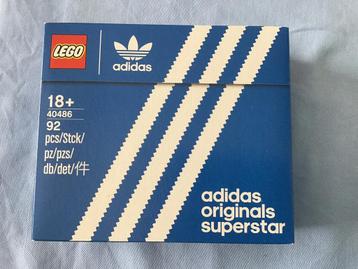 LEGO
adidas
18+
40486
92
pcs/Stck/
pz/pzs/
db/det/件
adidas
originals
superstar